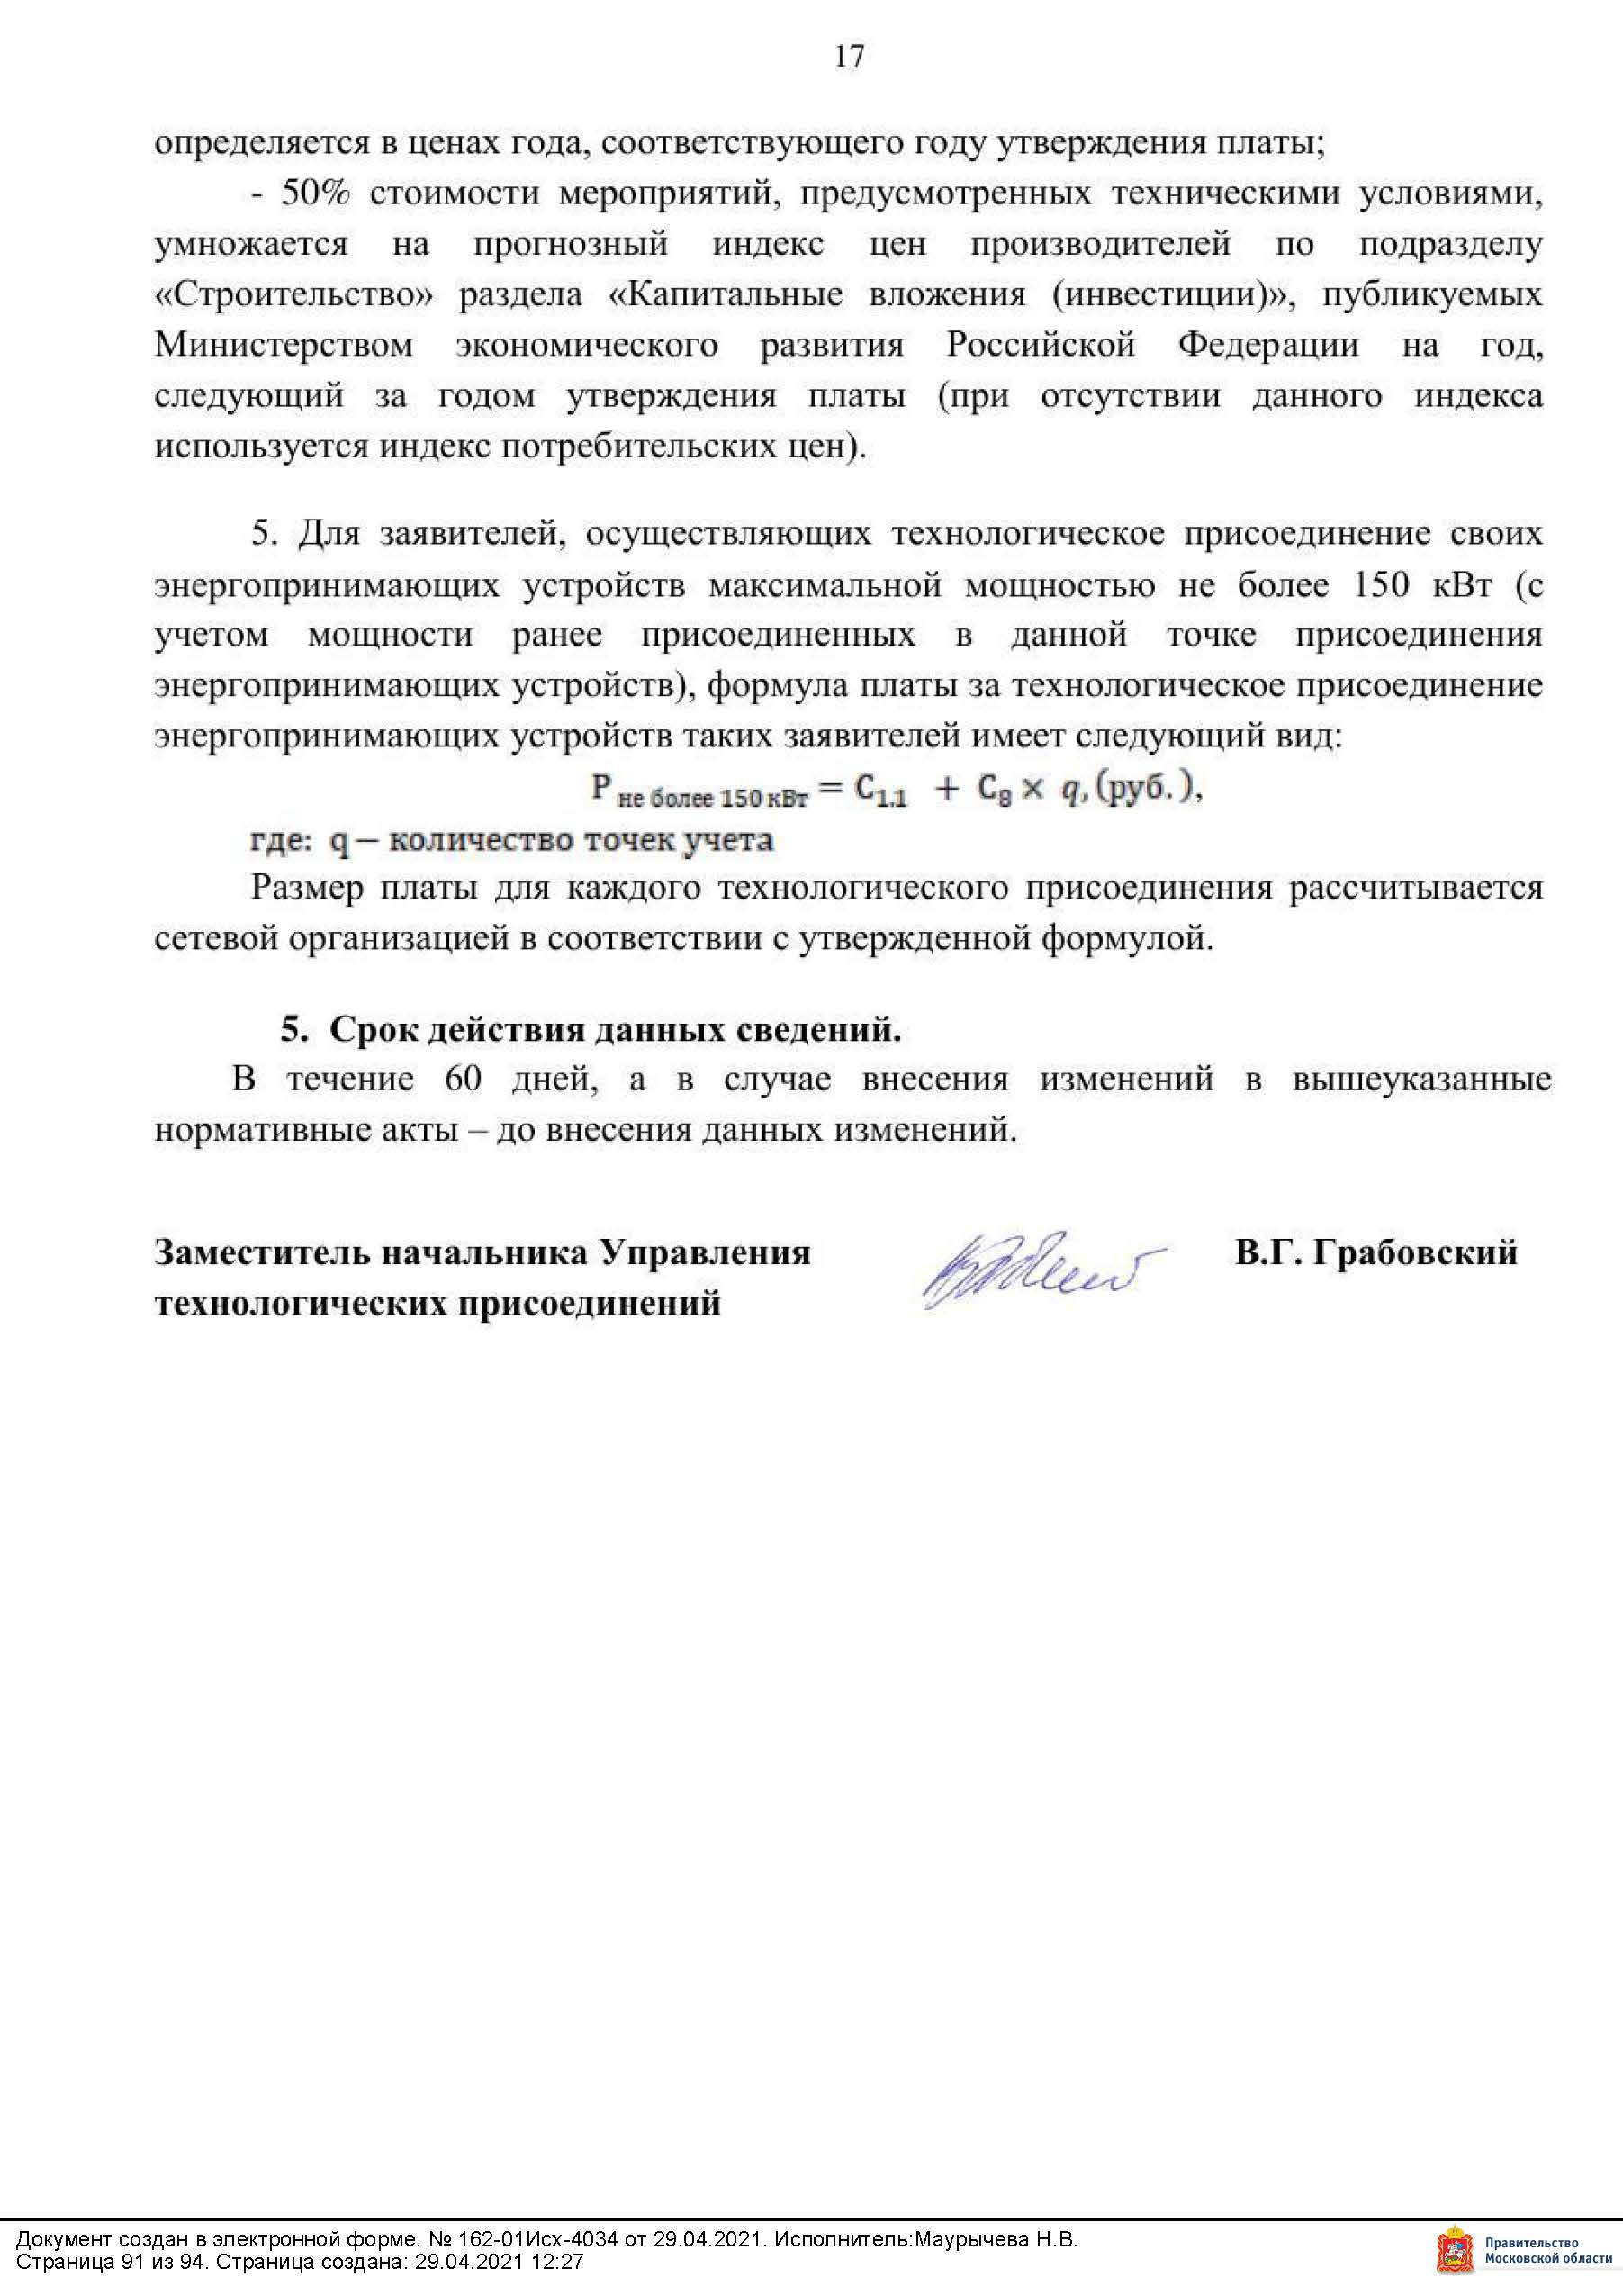 17
определяется в ценах года, соответствующего году утверждения платы;
- 50% стоимости мероприятий, предусмотренных техническими условиями,
умножается на прогнозный индекс цен производителей по подразделу
«Строительство» раздела «Капитальные вложения (инвестиции)», публикуемых
Министерством экономического развития Российской Федерации на год,
следующий за годом утверждения платы (при отсутствии данного индекса
используется индекс потребительских цен).
5. Для заявителей, осуществляющих технологическое присоединение своих
энергопринимающих устройств максимальной мощностью не более 150 кВт (с
учетом мощности ранее присоединенных в данной точке присоединения
энергопринимающих устройств), формула платы за технологическое присоединение
энергопринимающих устройств таких заявителей имеет следующий вид:
P не более 150 кВт = C1.1 + C8 × q, (руб.),
где: q – количество точек учета
Размер платы для каждого технологического присоединения рассчитывается
сетевой организацией в соответствии с утвержденной формулой.
5. Срок действия данных сведений.
В течение 60 дней, а в случае внесения изменений в вышеуказанные
нормативные акты – до внесения данных изменений.
Заместитель начальника Управления В.Г. Грабовский
технологических присоединений
Документ создан в электронной форме. № 162-01Исх-4034 от 29.04.2021. Исполнитель:Маурычева Н.В.
Страница 91 из 94. Страница создана: 29.04.2021 12:27
Правительство
Московской области